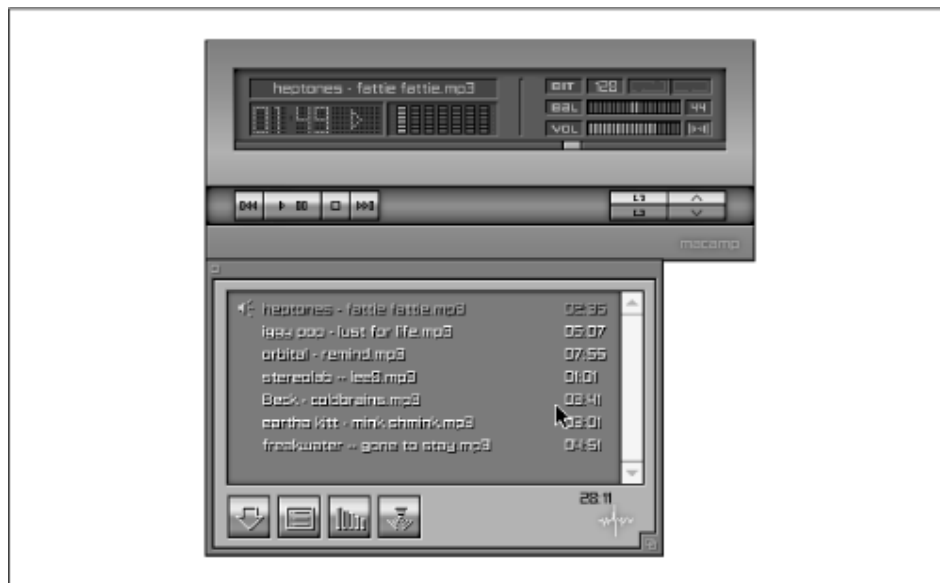 heptones - fattie fattie.mp3
BIT 128
01:49
BAL 44
VOL
macamp
heptones - fattie fattie.mp3 02:35
iggy pop - lust for life.mp3 05:07
orbital - remind.mp3 07:55
stereolab -- 01:01
Beck - coldbrains.mp3 03:41
eartha kitt - mink shmink.mp3 03:01
freakwater -- gone to stay.mp3 04:51
28:11